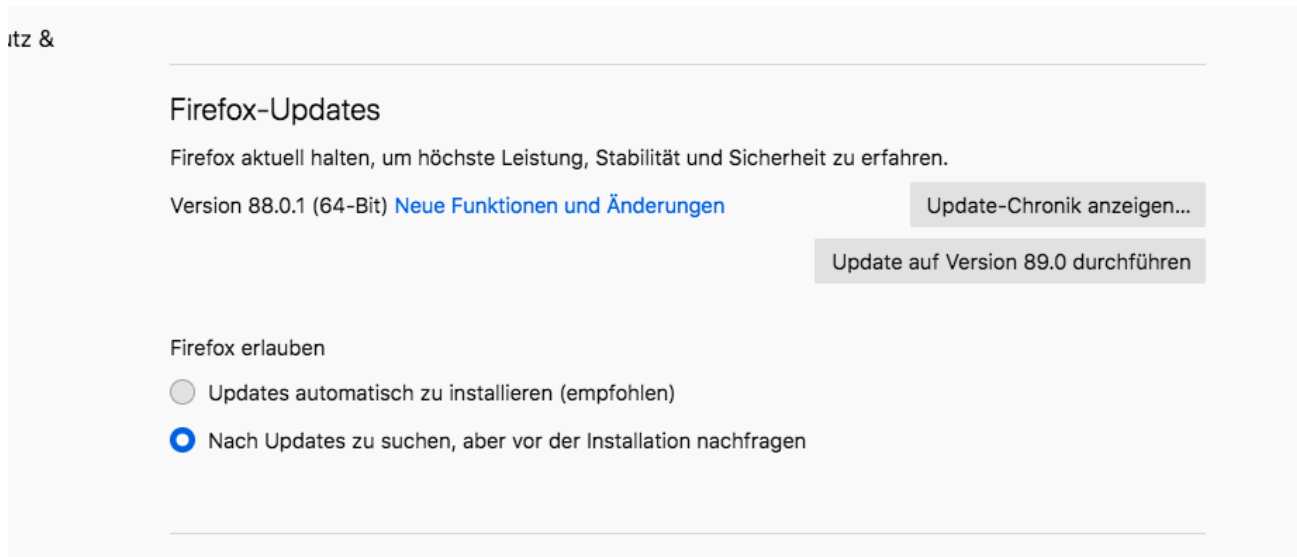 tz &
Firefox-Updates
Firefox aktuell halten, um höchste Leistung, Stabilität und Sicherheit zu erfahren.
Version 88.0.1 (64-Bit) Neue Funktionen und Änderungen
Update-Chronik anzeigen...
Update auf Version 89.0 durchführen
Firefox erlauben
Updates automatisch zu installieren (empfohlen)
Nach Updates zu suchen, aber vor der Installation nachfragen